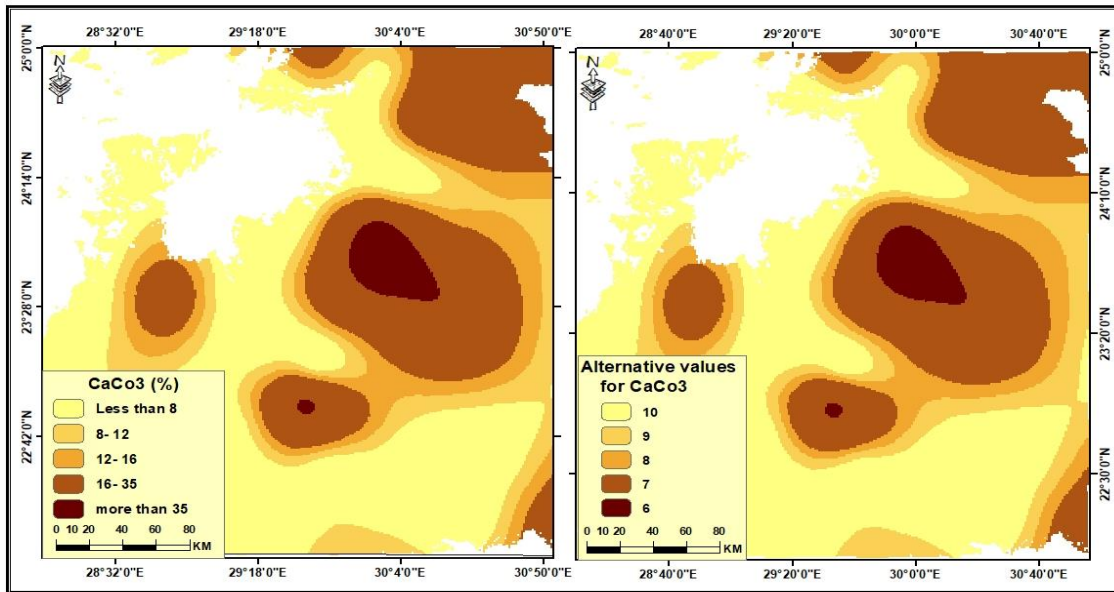 28°32'0"E 29°18'0"E 30°4'0"E 30°50'0"E
25°0'0"N
24°14'0"N
23°28'0"N
22°42'0"N
N
CaCo3 (%)
Less than 8
8- 12
12- 16
16- 35
more than 35
0 10 20 40 60 80
KM
28°32'0"E 29°18'0"E 30°4'0"E 30°50'0"E
28°40'0"E 29°20'0"E 30°0'0"E 30°40'0"E
25°0'0"N
24°10'0"N
23°20'0"N
22°30'0"N
N
Alternative values
for CaCo3
10
9
8
7
6
0 10 20 40 60 80
KM
28°40'0"E 29°20'0"E 30°0'0"E 30°40'0"E